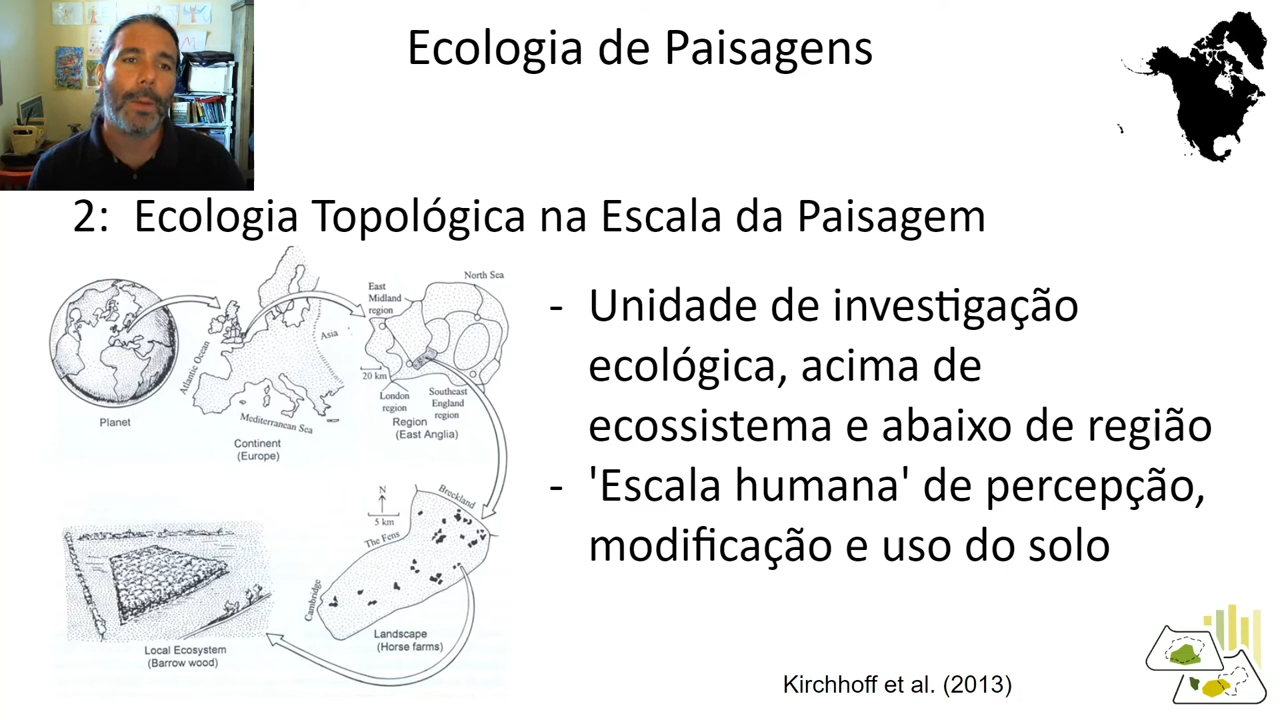 Ecologia de Paisagens
2: Ecologia Topológica na Escala da Paisagem
North Sea
East
Midland
region
Asia
Atlantic Ocean
20 km
London
region
Southeast
England
region
Mediterranean Sea
Planet
Continent
(Europe)
Region
(East Anglia)
N
5 km
Breckland
The Fens
Cambridge
Landscape
(Horse farms)
Local Ecosystem
(Barrow wood)
- Unidade de investigação
ecológica, acima de
ecossistema e abaixo de região
- 'Escala humana' de percepção,
modificação e uso do solo
Kirchhoff et al. (2013)